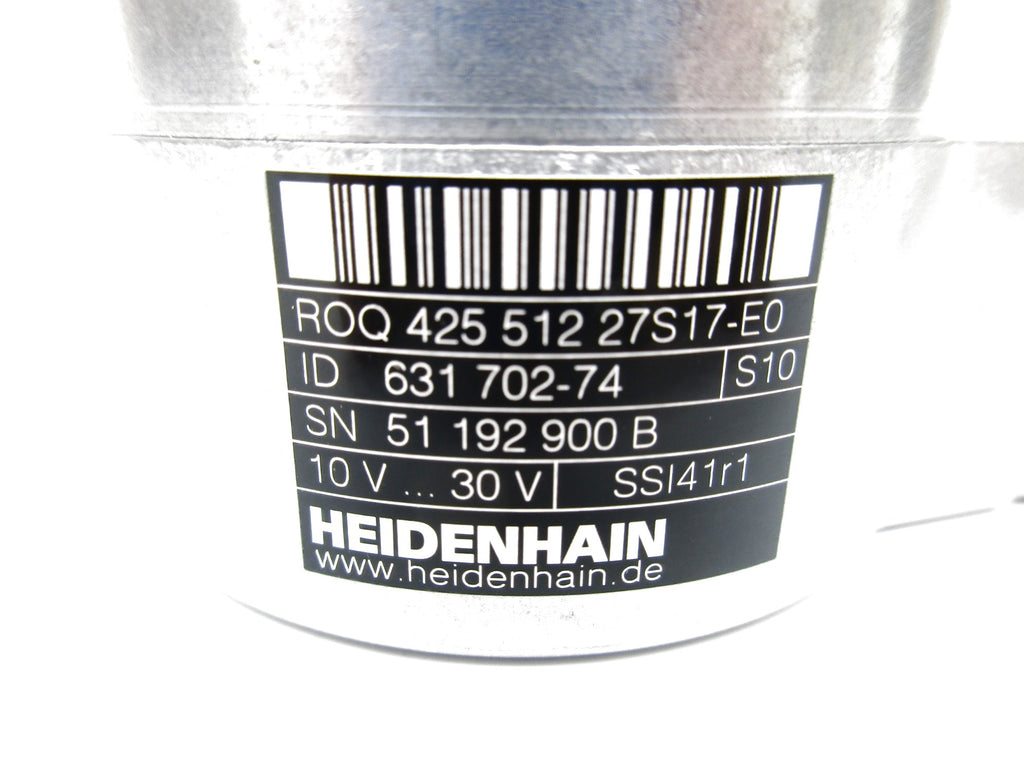 ROQ 425 512 27S17-E0
ID 631 702-74 S10
SN 51 192 900 B
10 V ... 30 V SSI41r1
HEIDENHAIN
www.heidenhain.de